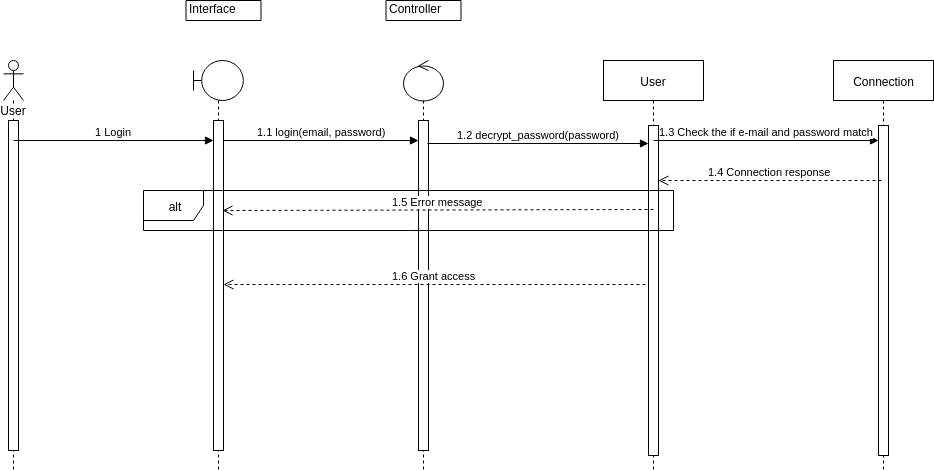 Interface
Controller
User
User
Connection
1 Login
1.1 login(email, password)
1.2 decrypt_password(password)
1.3 Check the if e-mail and password match
1.4 Connection response
alt
1.5 Error message
1.6 Grant access